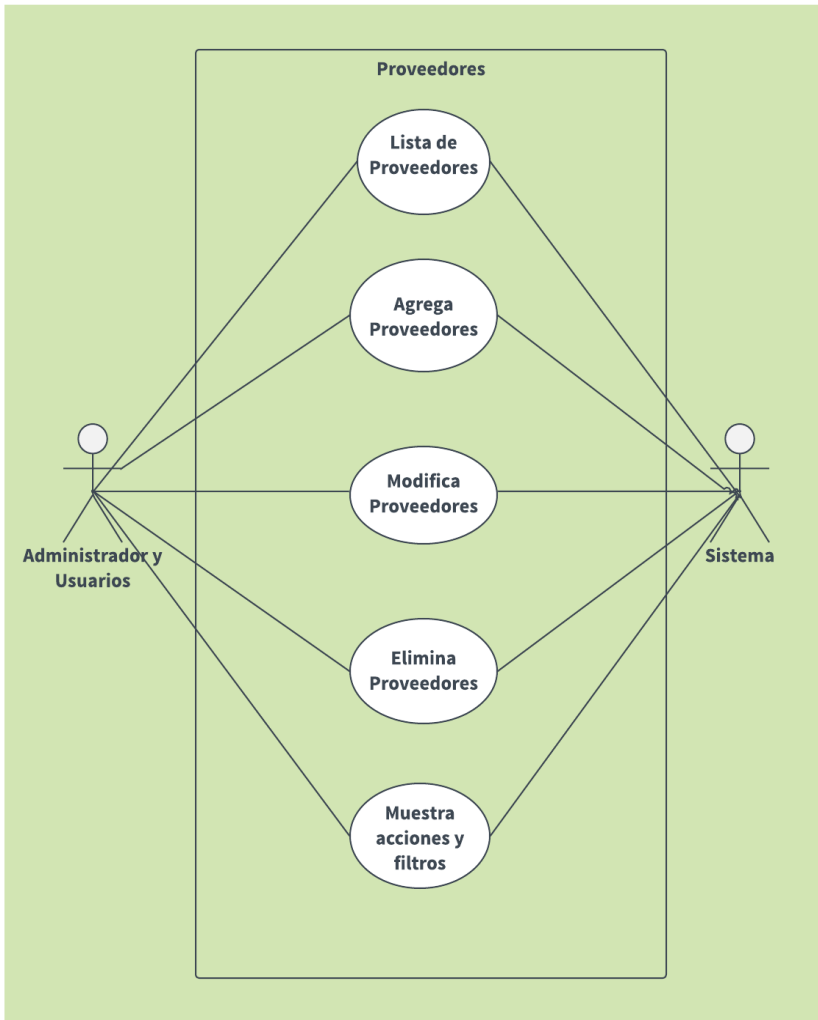 Proveedores
Lista de
Proveedores
Agrega
Proveedores
Modifica
Proveedores
Administrador y
Usuarios
Sistema
Elimina
Proveedores
Muestra
acciones y
filtros